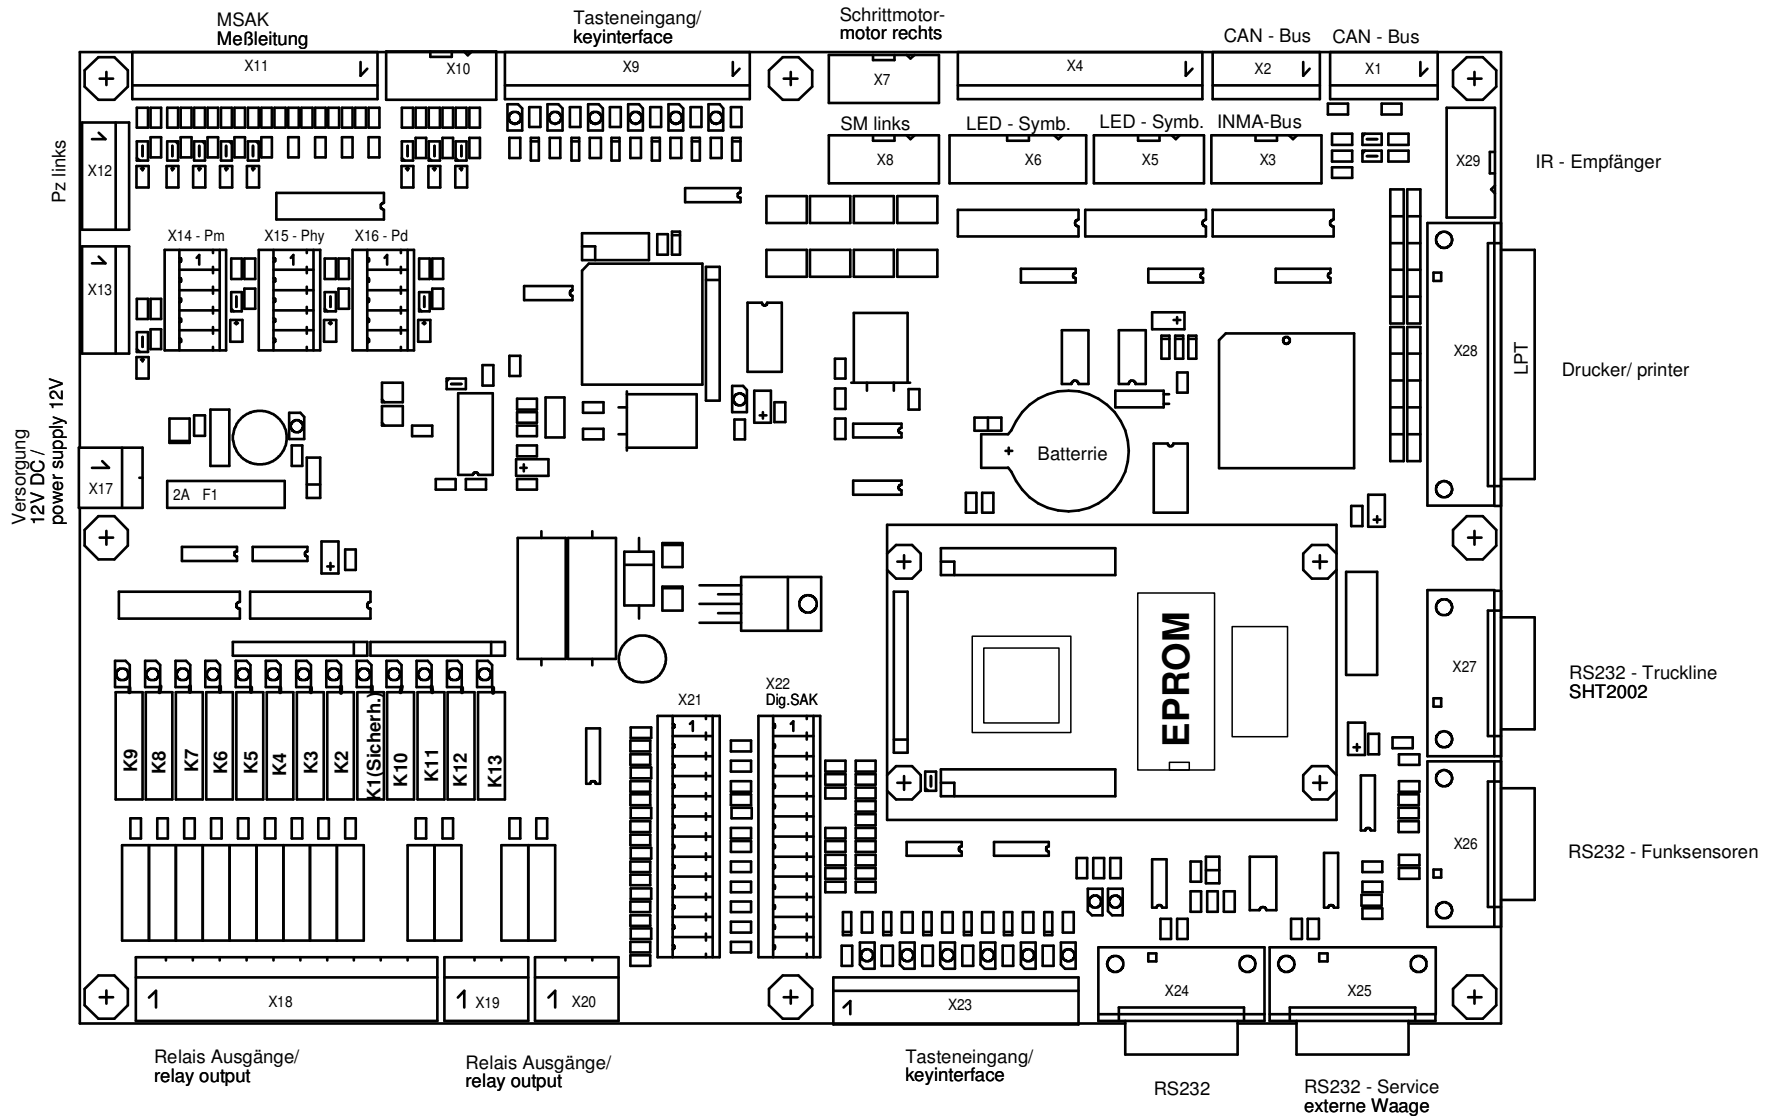 MSAK
Meßleitung
Tasteneingang/
keyinterface
Schrittmotor-
motor rechts
CAN - Bus
CAN - Bus
X11
X10
X9
X7
X4
X2
X1
SM links
LED - Symb.
LED - Symb.
INMA-Bus
X8
X6
X5
X3
X29
IR - Empfänger
Pz links
X12
X14 - Pm
X15 - Phy
X16 - Pd
1
1
1
X13
X28
LPT
Drucker/ printer
Versorgung
12V DC /
power supply 12V
X17
2A F1
Batterrie
EPROM
X27
RS232 - Truckline
SHT2002
X21
X22
Dig.SAK
1
1
K9
K8
K7
K6
K5
K4
K3
K2
K1(Sicherh.)
K10
K11
K12
K13
X26
RS232 - Funksensoren
1 X18
1 X19
1 X20
1 X23
X24
X25
Relais Ausgänge/
relay output
Relais Ausgänge/
relay output
Tasteneingang/
keyinterface
RS232
RS232 - Service
externe Waage